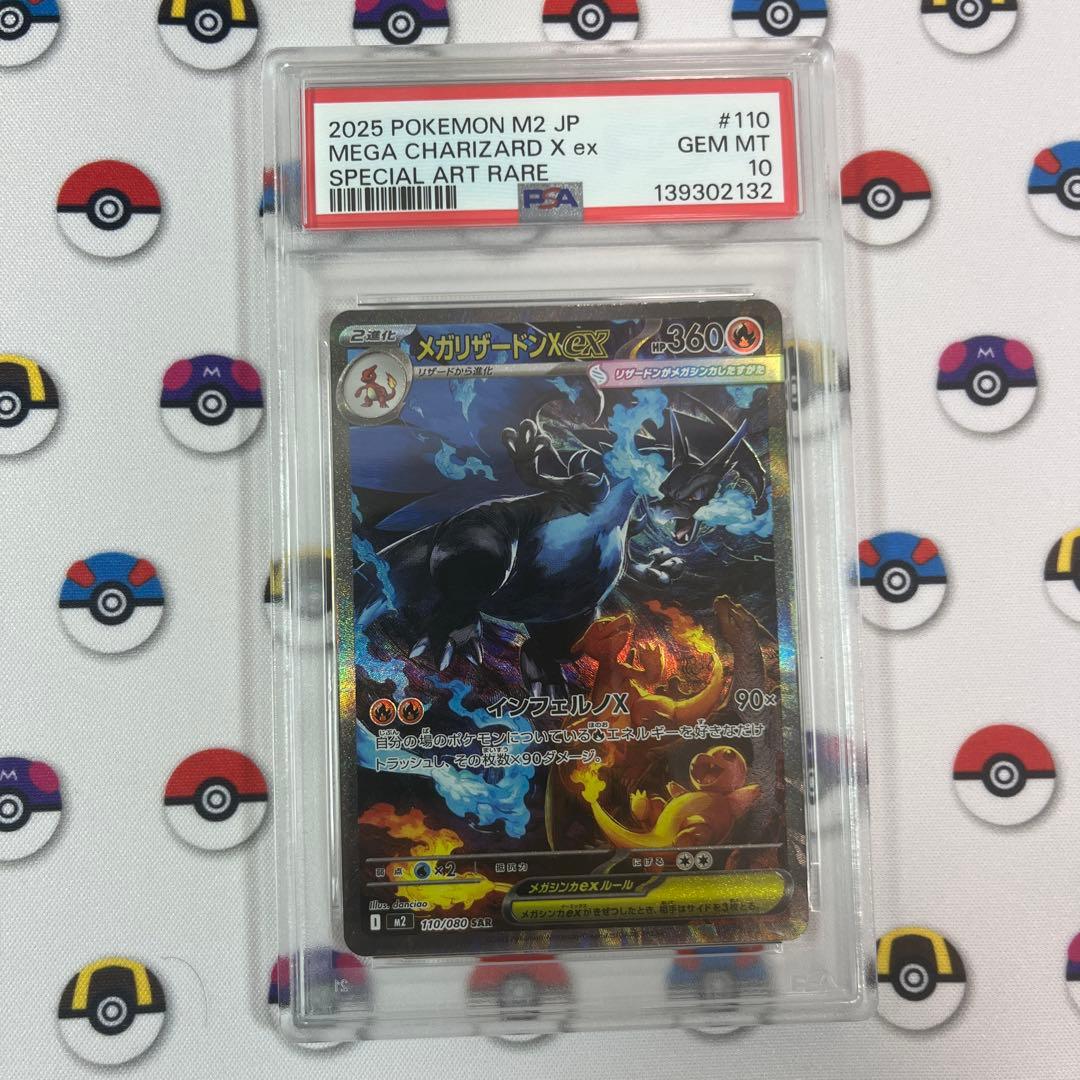 2025 POKEMON M2 JP #110
MEGA CHARIZARD X ex GEM MT
SPECIAL ART RARE 10
PSA 139302132
2進化 メガリザードンXex HP360
リザードから進化 リザードンがメガシンカしたすがた
インフェルノX 90×
自分の場のポケモンについているエネルギーを好きなだけ
トラッシュし、その枚数×90ダメージ。
弱点 ×2 抵抗力 にげる
メガシンカexルール
メガシンカexがきぜつしたとき、相手はサイドを3枚とる。
Illus. danciao
I M2 110/080 SAR